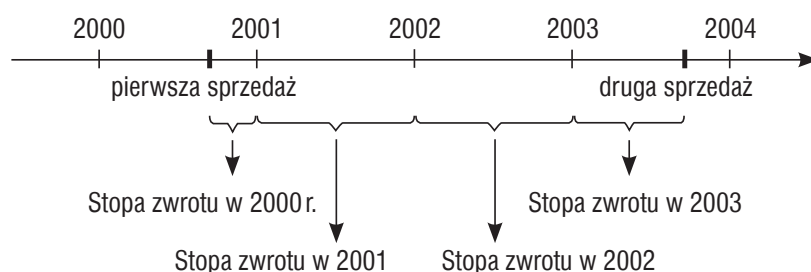 2000 2001 2002 2003 2004
pierwsza sprzedaż druga sprzedaż
Stopa zwrotu w 2000 r. Stopa zwrotu w 2003
Stopa zwrotu w 2001 Stopa zwrotu w 2002